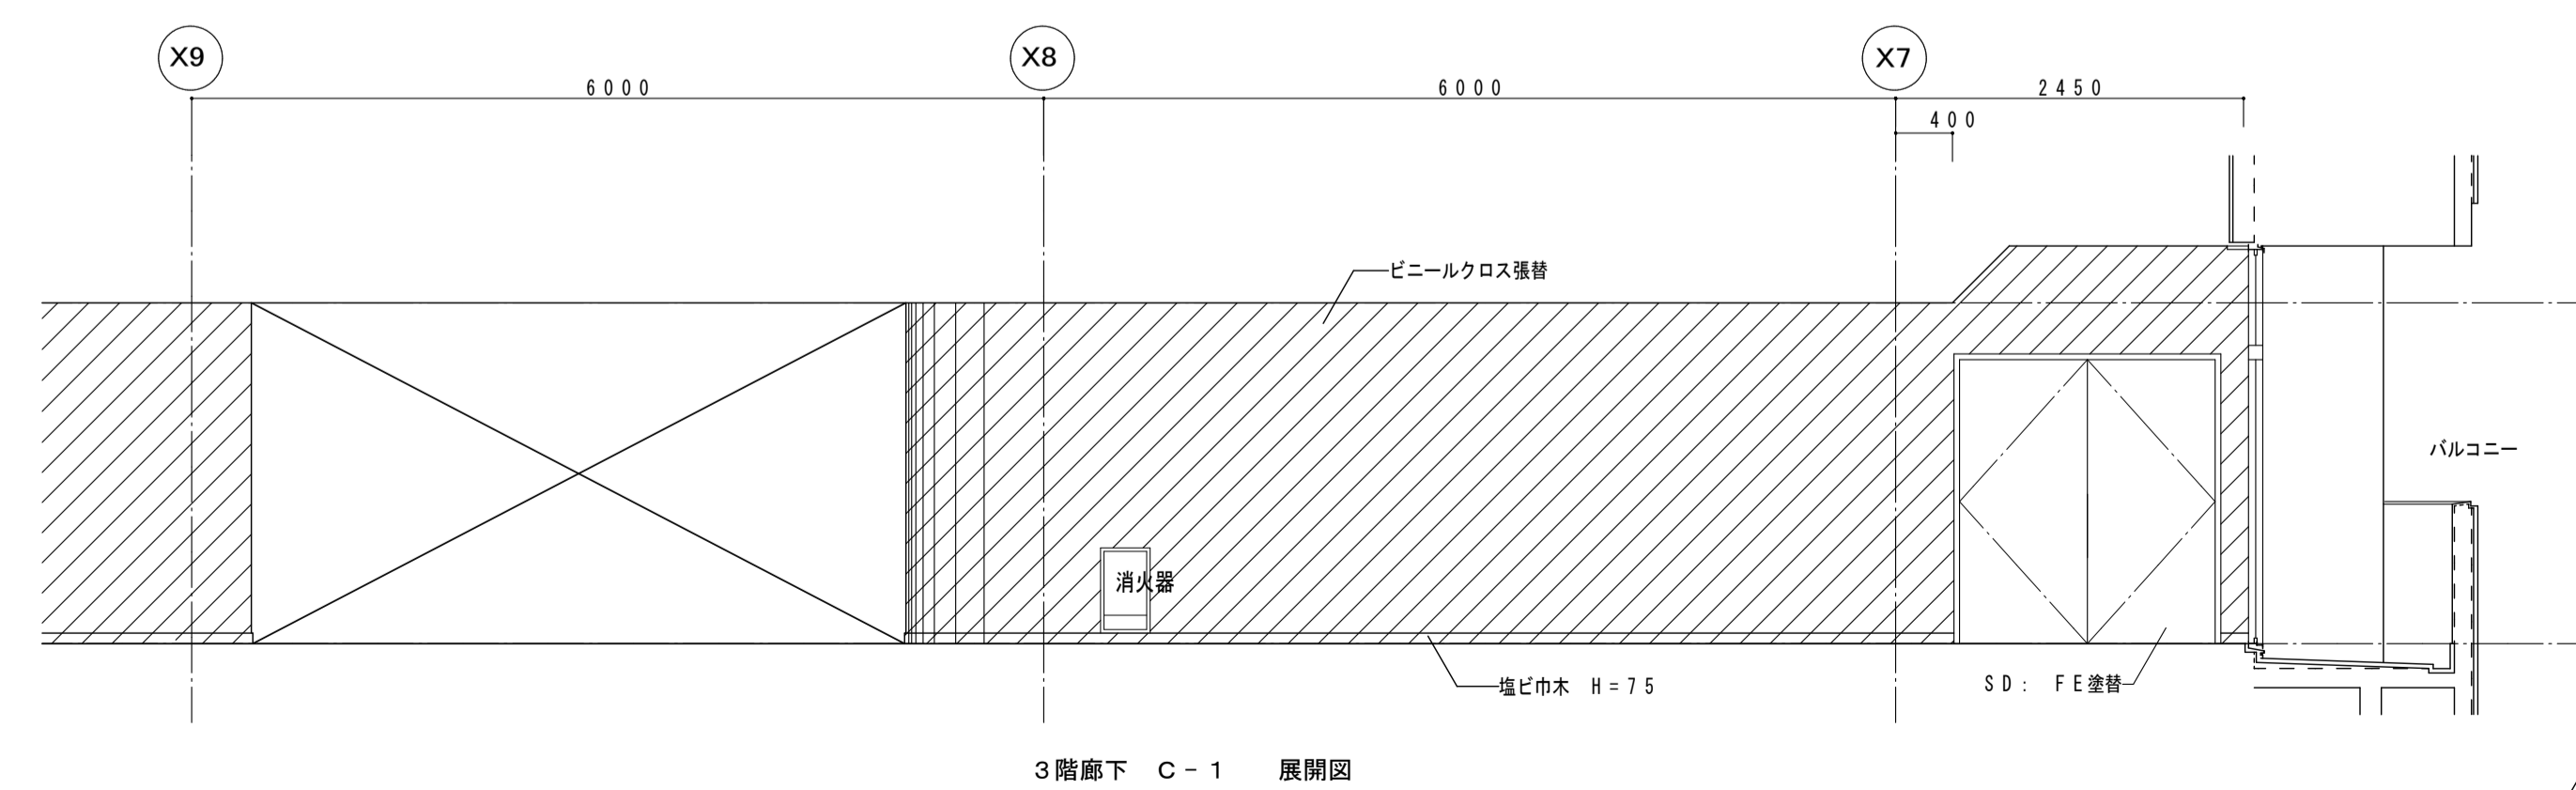 X9
X8
X7
6000
6000
2450
400
ビニールクロス張替
バルコニー
消火器
塩ビ巾木　H=75
SD:　FE塗替
3階廊下　C-1　展開図